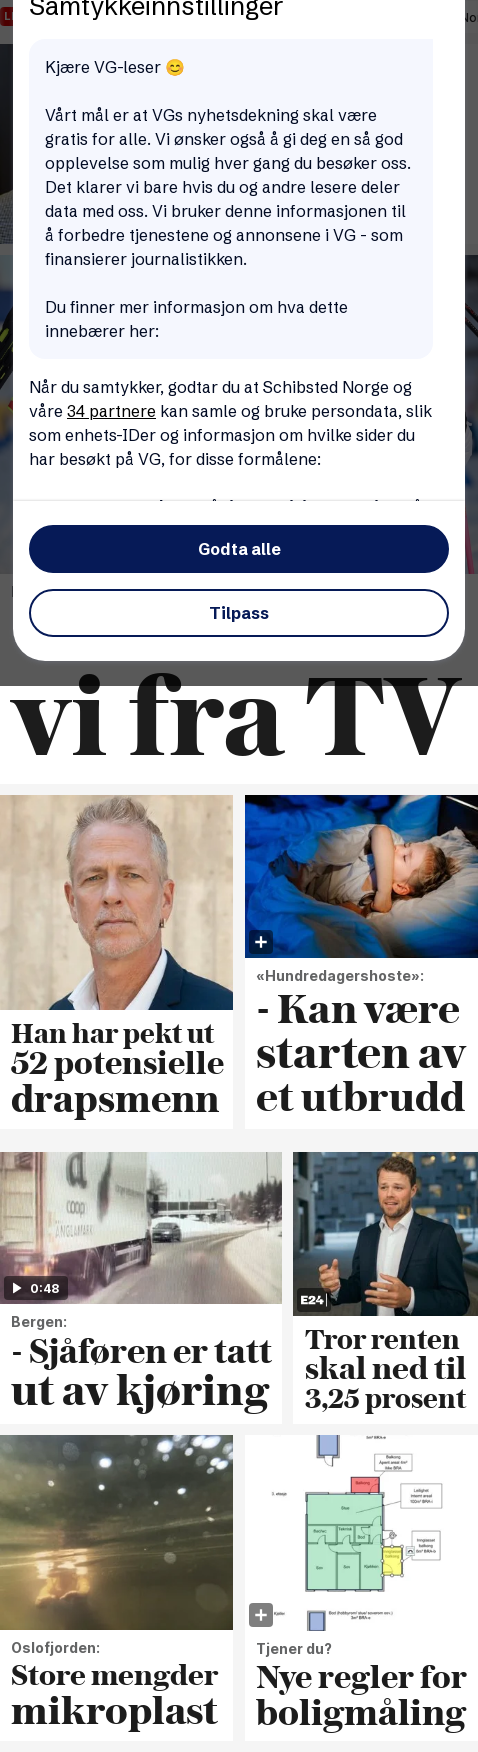 Samtykkeinnstillinger
Kjære VG-leser 😊
Vårt mål er at VGs nyhetsdekning skal være
gratis for alle. Vi ønsker også å gi deg en så god
opplevelse som mulig hver gang du besøker oss.
Det klarer vi bare hvis du og andre lesere deler
data med oss. Vi bruker denne informasjonen til
å forbedre tjenestene og annonsene i VG - som
finansierer journalistikken.
Du finner mer informasjon om hva dette
innebærer her:
Når du samtykker, godtar du at Schibsted Norge og
våre 34 partnere kan samle og bruke persondata, slik
som enhets-IDer og informasjon om hvilke sider du
har besøkt på VG, for disse formålene:
Godta alle
Tilpass
vi fra TV
Han har pekt ut
52 potensielle
drapsmenn
«Hundredagershoste»:
- Kan være
starten av
et utbrudd
coop
ÄNGLAMARK
0:48
Bergen:
- Sjåføren er tatt
ut av kjøring
E24
Tror renten
skal ned til
3,25 prosent
Oslofjorden:
Store mengder
mikroplast
3. etasje
Balkong
Tjener du?
Nye regler for
boligmåling